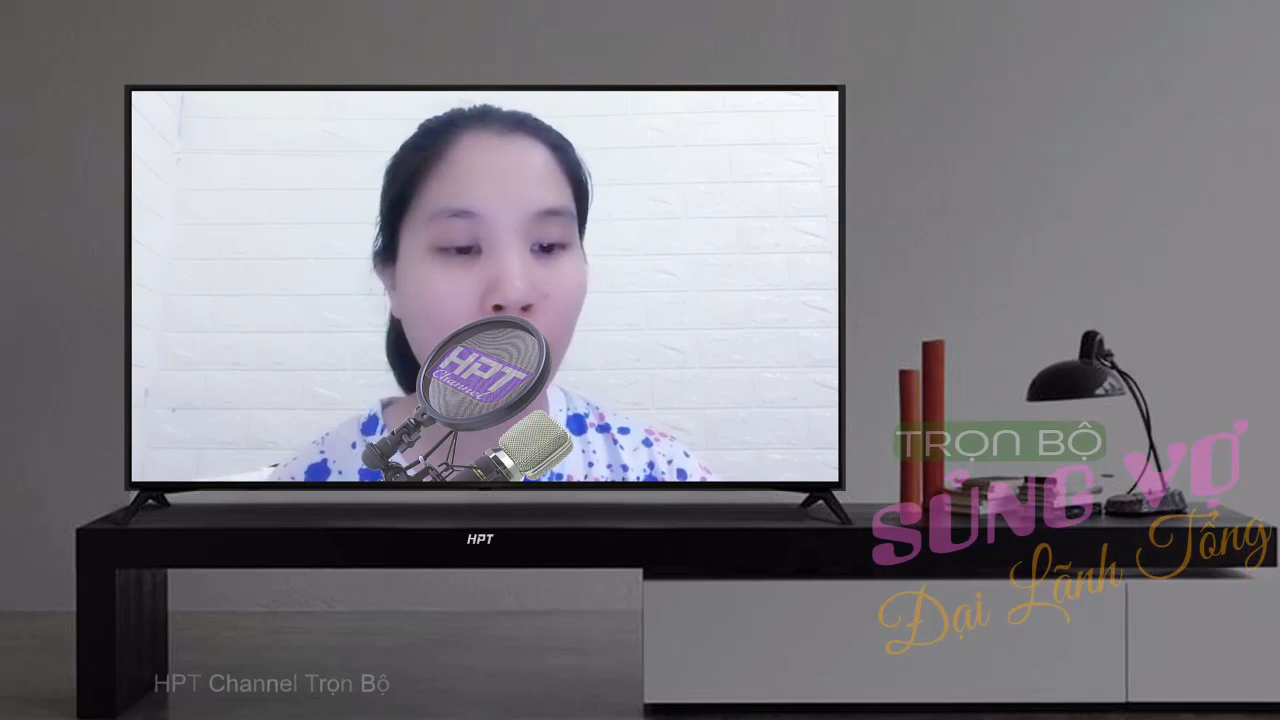 HPT
Channel
TRỌN BỘ
SỦNG VỢ
Đại Lãnh Tổng
HPT
HPT Channel Trọn Bộ